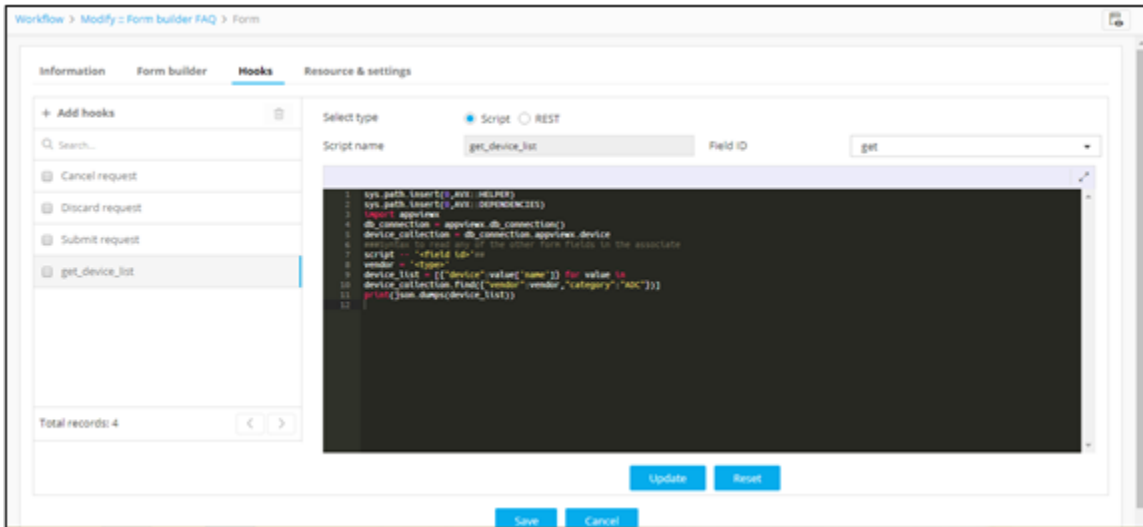 Workflow > Modify :: Form builder FAQ > Form
Information Form builder Hooks Resource & settings
+ Add hooks
Search...
Cancel request
Discard request
Submit request
get_device_list
Total records: 4
Select type Script REST
Script name get_device_list Field ID get
1 sys.path.insert(0,AVX::HELPER)
2 sys.path.insert(0,AVX::DEPENDENCIES)
3 import appviewx
4 db_connection = appviewx.db_connection()
5 device_collection = db_connection.appviewx.device
6 ###Syntax to read any of the other form fields in the associate
7 script -- '<field id>'##
8 vendor = '<Type>'
9 device_list = [{"device":value['name']} for value in
10 device_collection.find({"vendor":vendor,"category":"ADC"})]
11 print(json.dumps(device_list))
12
Update Reset
Save Cancel